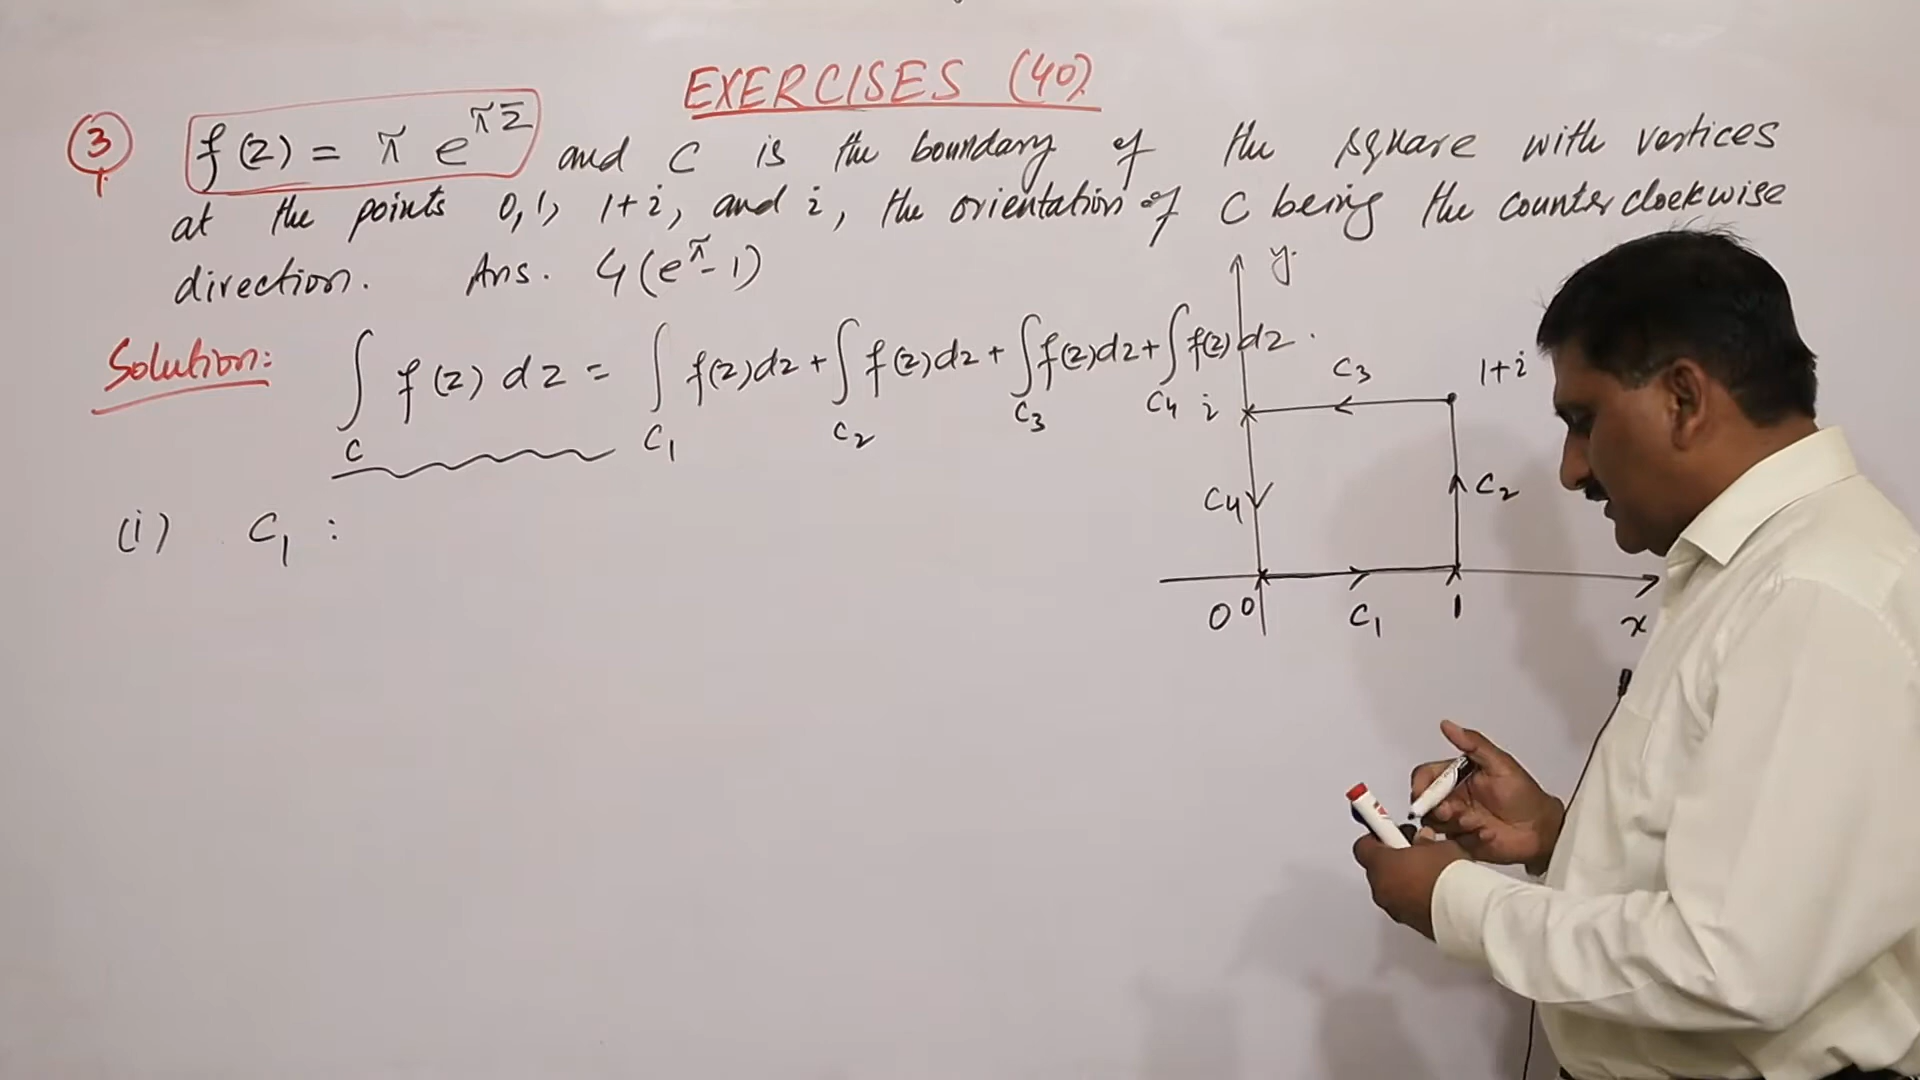 EXERCISES (40)
③ f(z) = π e^{π z̅} and C is the boundary of the square with vertices
at the points 0, 1, 1+i, and i, the orientation of C being the counterclockwise
direction. Ans. 4(e^π - 1)
Solution: ∫_C f(z) dz = ∫_{C₁} f(z)dz + ∫_{C₂} f(z)dz + ∫_{C₃} f(z)dz + ∫_{C₄} f(z)dz.
(i) C₁ :
y
i
C₃
1+i
C₄
C₂
O 0
C₁
1
x